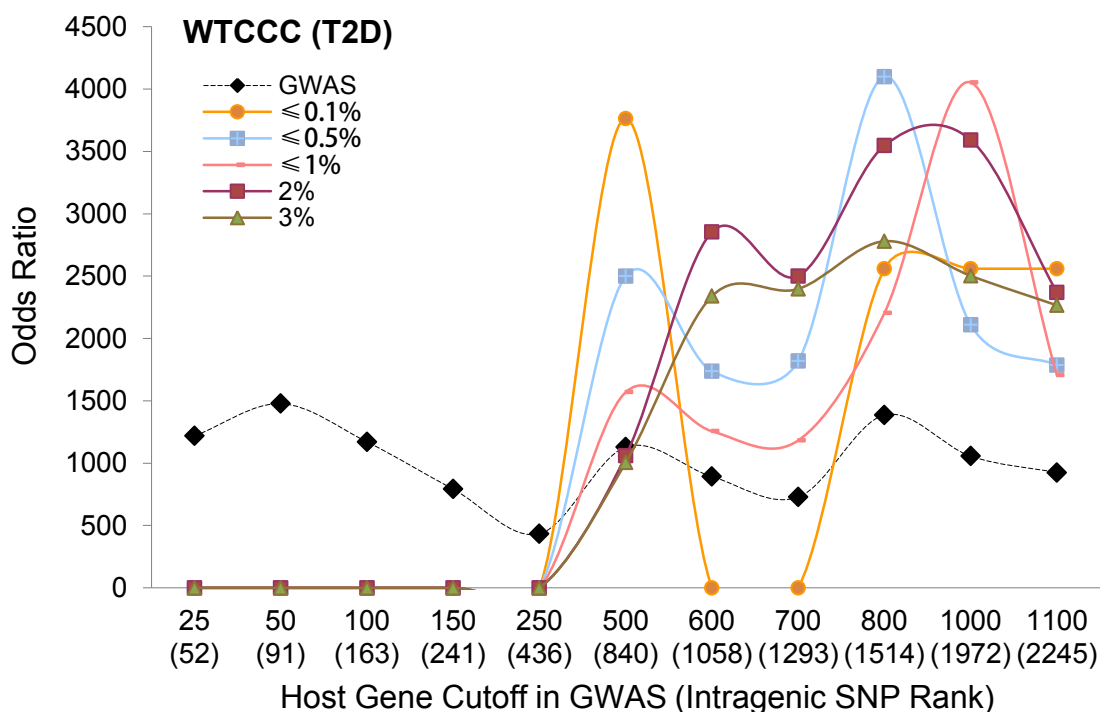 WTCCC (T2D)
GWAS
≤0.1%
≤0.5%
≤1%
2%
3%
Odds Ratio
4500
4000
3500
3000
2500
2000
1500
1000
500
0
25 50 100 150 250 500 600 700 800 1000 1100
(52) (91) (163) (241) (436) (840) (1058) (1293) (1514) (1972) (2245)
Host Gene Cutoff in GWAS (Intragenic SNP Rank)